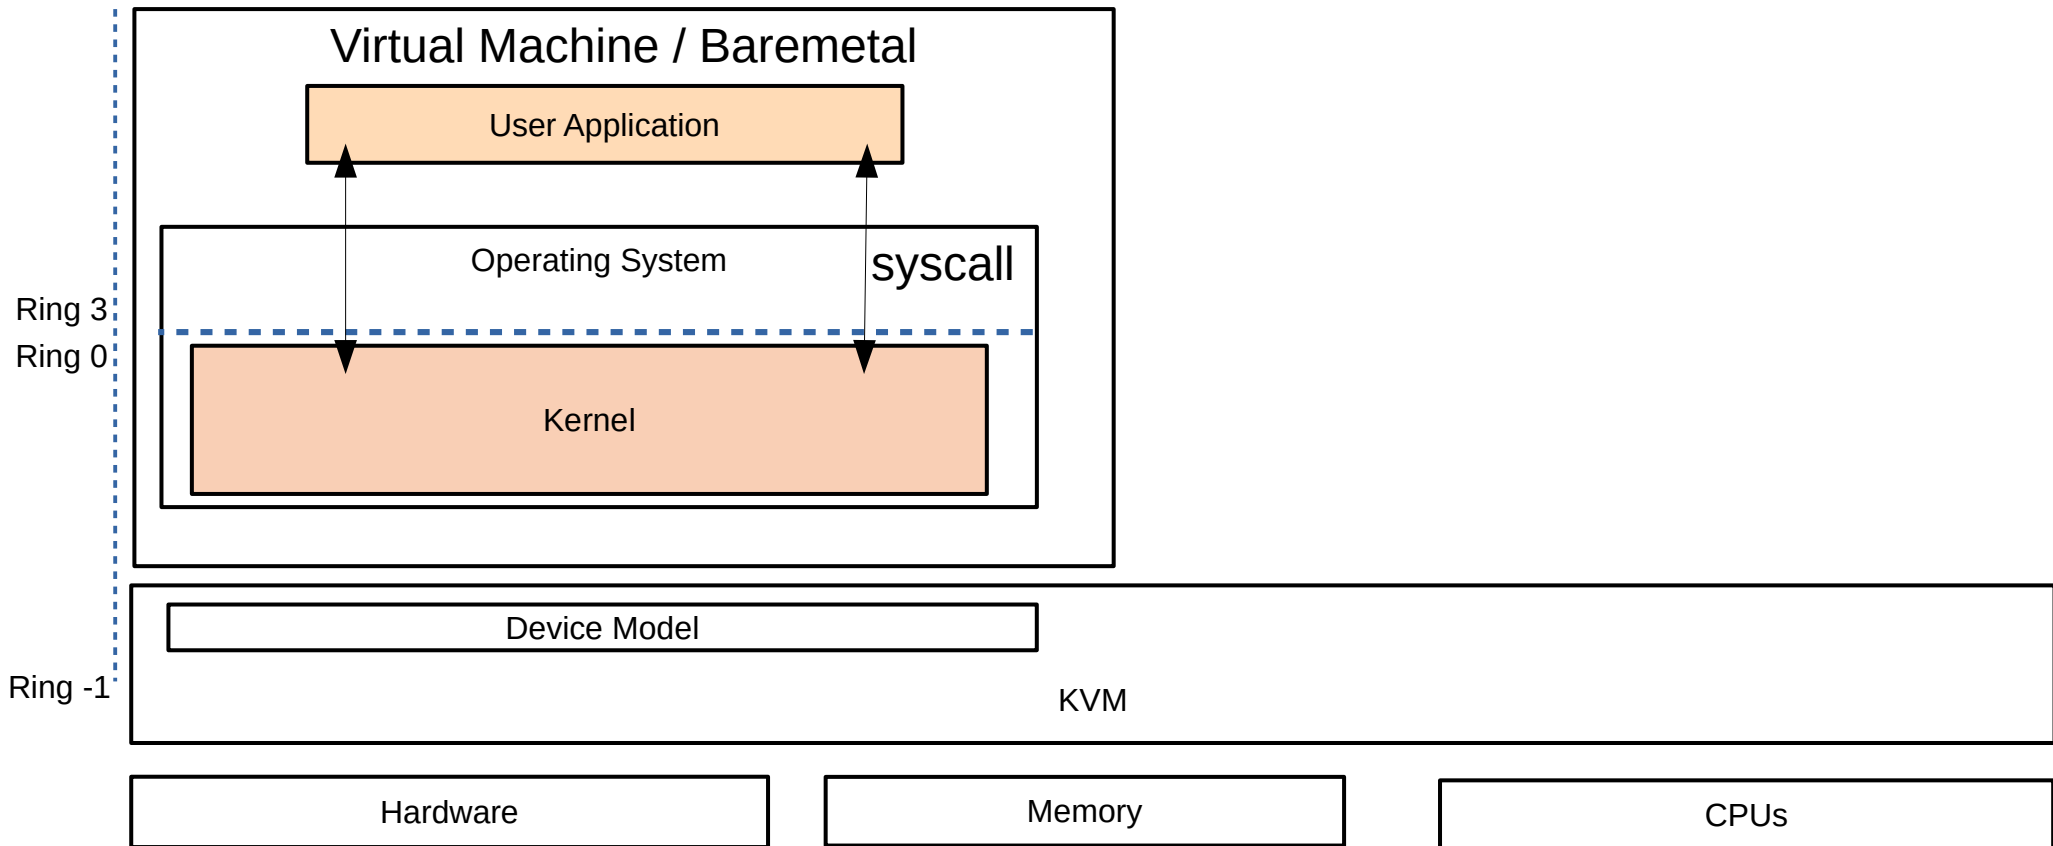 Virtual Machine / Baremetal
User Application
Operating System
syscall
Ring 3
Ring 0
Kernel
Device Model
Ring -1
KVM
Hardware
Memory
CPUs